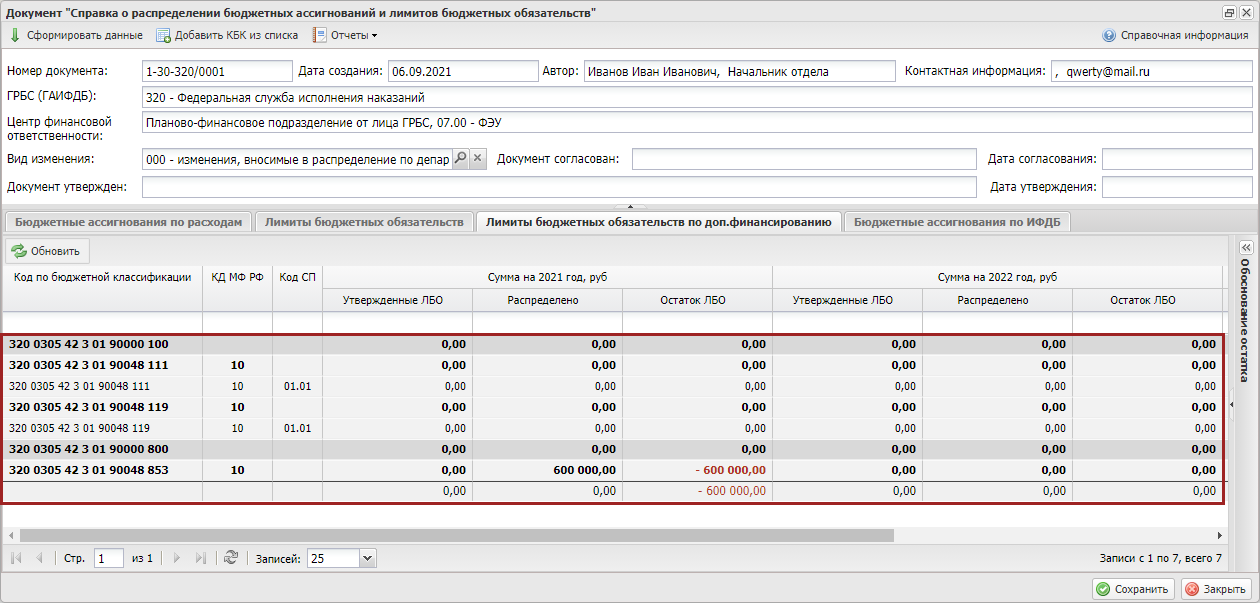 Документ "Справка о распределении бюджетных ассигнований и лимитов бюджетных обязательств"
Сформировать данные Добавить КБК из списка Отчеты Справочная информация
Номер документа: 1-30-320/0001 Дата создания: 06.09.2021 Автор: Иванов Иван Иванович, Начальник отдела Контактная информация: , qwerty@mail.ru
ГРБС (ГАИФДБ): 320 - Федеральная служба исполнения наказаний
Центр финансовой ответственности: Планово-финансовое подразделение от лица ГРБС, 07.00 - ФЭУ
Вид изменения: 000 - изменения, вносимые в распределение по депар Документ согласован: Дата согласования:
Документ утвержден: Дата утверждения:
Бюджетные ассигнования по расходам Лимиты бюджетных обязательств Лимиты бюджетных обязательств по доп.финансированию Бюджетные ассигнования по ИФДБ
Обновить
Код по бюджетной классификации КД МФ РФ Код СП Сумма на 2021 год, руб Сумма на 2022 год, руб
Утвержденные ЛБО Распределено Остаток ЛБО Утвержденные ЛБО Распределено Остаток ЛБО
320 0305 42 3 01 90000 100 0,00 0,00 0,00 0,00 0,00 0,00
320 0305 42 3 01 90048 111 10 0,00 0,00 0,00 0,00 0,00 0,00
320 0305 42 3 01 90048 111 10 01.01 0,00 0,00 0,00 0,00 0,00 0,00
320 0305 42 3 01 90048 119 10 0,00 0,00 0,00 0,00 0,00 0,00
320 0305 42 3 01 90048 119 10 01.01 0,00 0,00 0,00 0,00 0,00 0,00
320 0305 42 3 01 90000 800 0,00 0,00 0,00 0,00 0,00 0,00
320 0305 42 3 01 90048 853 10 0,00 600 000,00 - 600 000,00 0,00 0,00 0,00
0,00 0,00 - 600 000,00 0,00 0,00 0,00
Обоснование остатка
Стр. 1 из 1 Записей: 25 Записи с 1 по 7, всего 7
Сохранить Закрыть